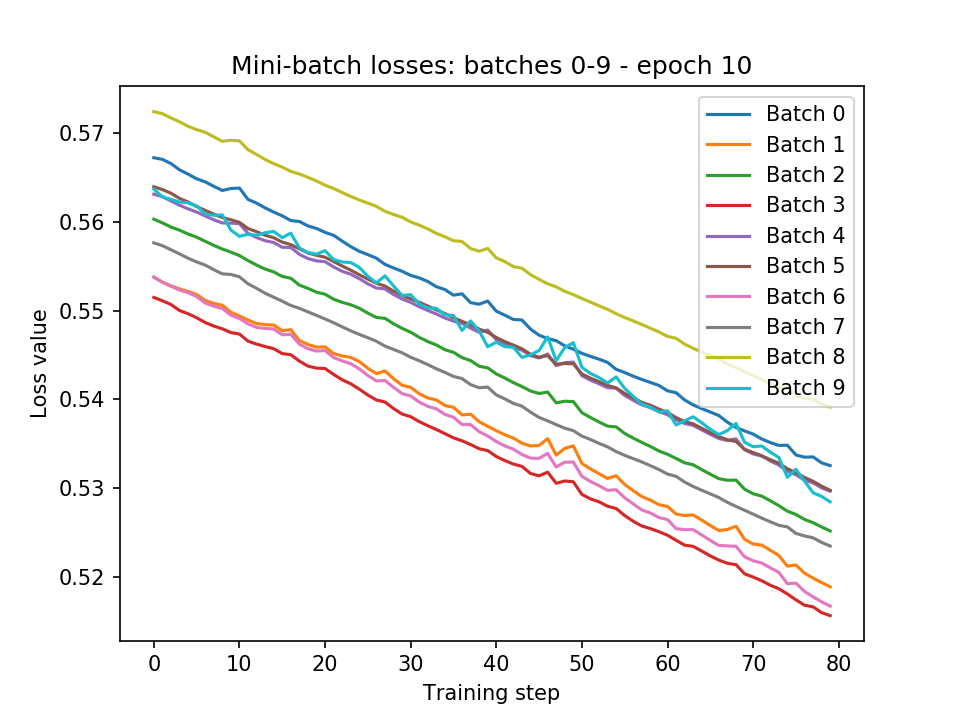 Mini-batch losses: batches 0-9 - epoch 10
Loss value
0.57
0.56
0.55
0.54
0.53
0.52
Batch 0
Batch 1
Batch 2
Batch 3
Batch 4
Batch 5
Batch 6
Batch 7
Batch 8
Batch 9
0 10 20 30 40 50 60 70 80
Training step